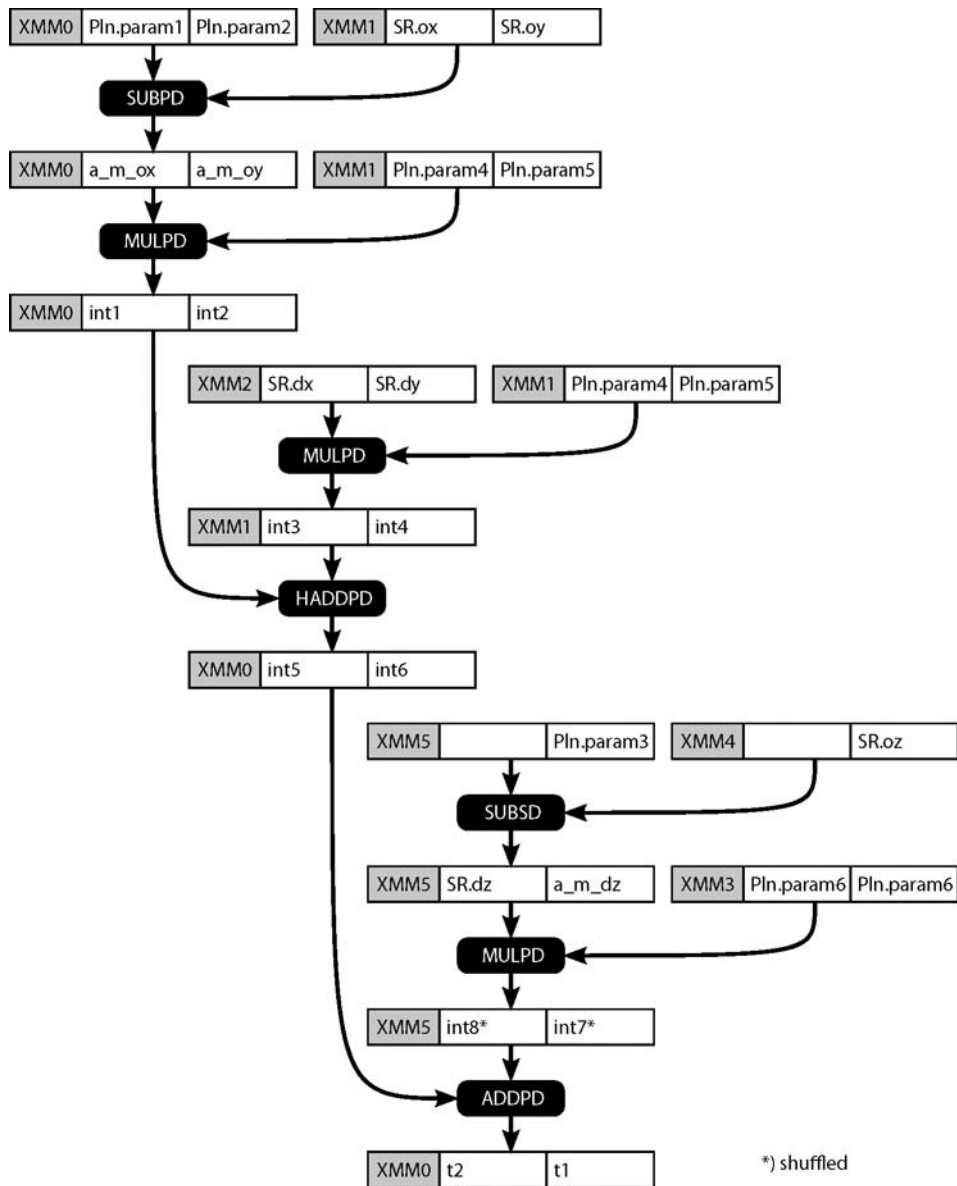 XMM0 Pln.param1 Pln.param2 XMM1 SR.ox SR.oy
SUBPD
XMM0 a_m_ox a_m_oy XMM1 Pln.param4 Pln.param5
MULPD
XMM0 int1 int2
XMM2 SR.dx SR.dy XMM1 Pln.param4 Pln.param5
MULPD
XMM1 int3 int4
HADDPD
XMM0 int5 int6
XMM5 Pln.param3 XMM4 SR.oz
SUBSD
XMM5 SR.dz a_m_dz XMM3 Pln.param6 Pln.param6
MULPD
XMM5 int8* int7*
ADDPD
XMM0 t2 t1
*) shuffled